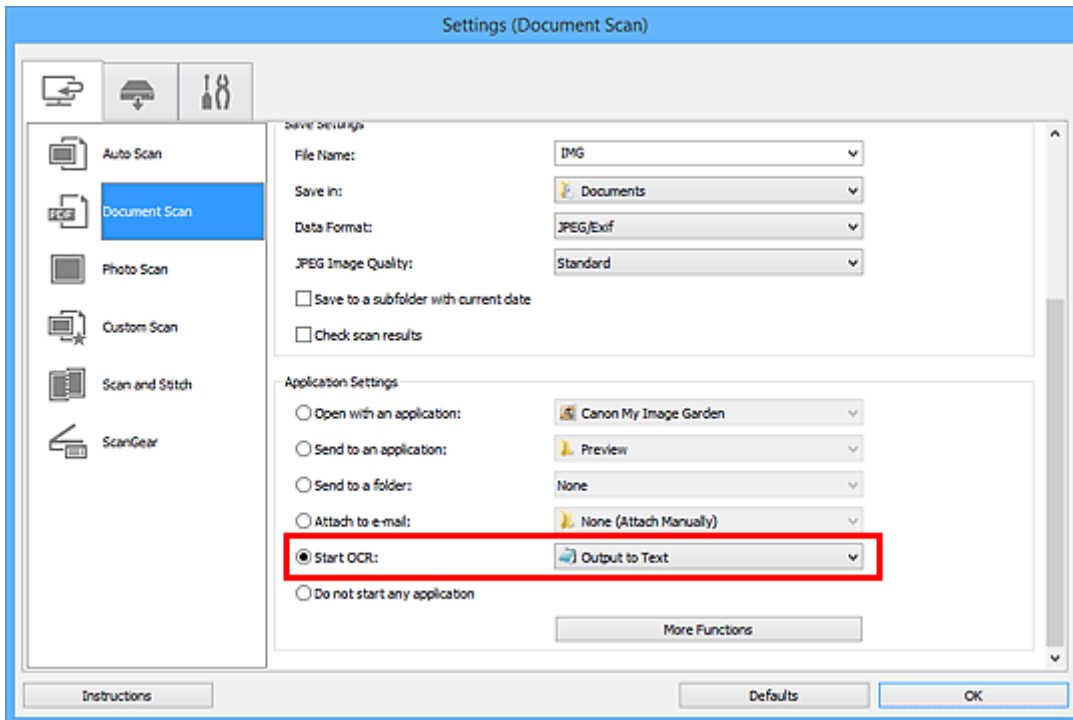 Settings (Document Scan)
Save Settings
Auto Scan
File Name: IMG
Save in: Documents
Document Scan
Data Format: JPEG/Exif
Photo Scan
JPEG Image Quality: Standard
Save to a subfolder with current date
Custom Scan
Check scan results
Scan and Stitch
Application Settings
Open with an application: Canon My Image Garden
ScanGear
Send to an application: Preview
Send to a folder: None
Attach to e-mail: None (Attach Manually)
Start OCR: Output to Text
Do not start any application
More Functions
Instructions Defaults OK